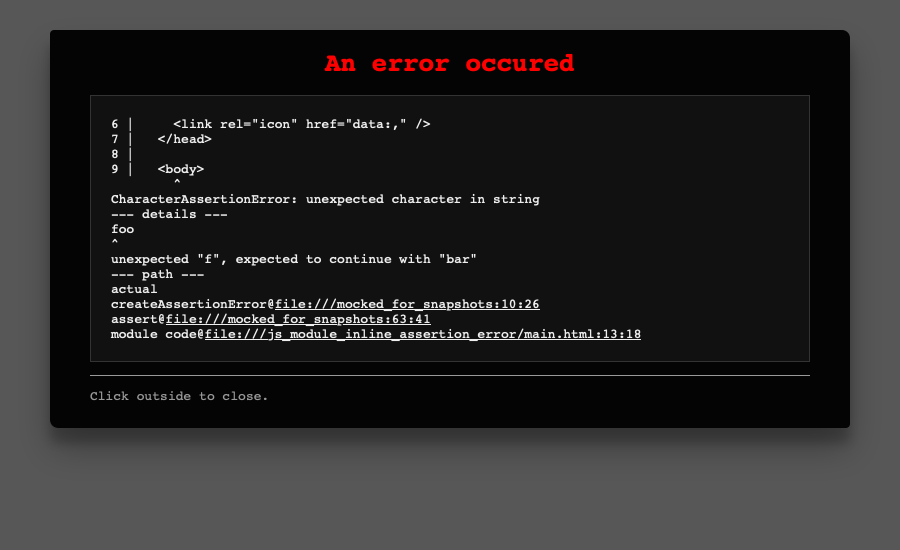 An error occured
6 |     <link rel="icon" href="data:," />
7 |   </head>
8 |
9 |   <body>
        ^
CharacterAssertionError: unexpected character in string
--- details ---
foo
^
unexpected "f", expected to continue with "bar"
--- path ---
actual
createAssertionError@file:///mocked_for_snapshots:10:26
assert@file:///mocked_for_snapshots:63:41
module code@file:///js_module_inline_assertion_error/main.html:13:18
Click outside to close.